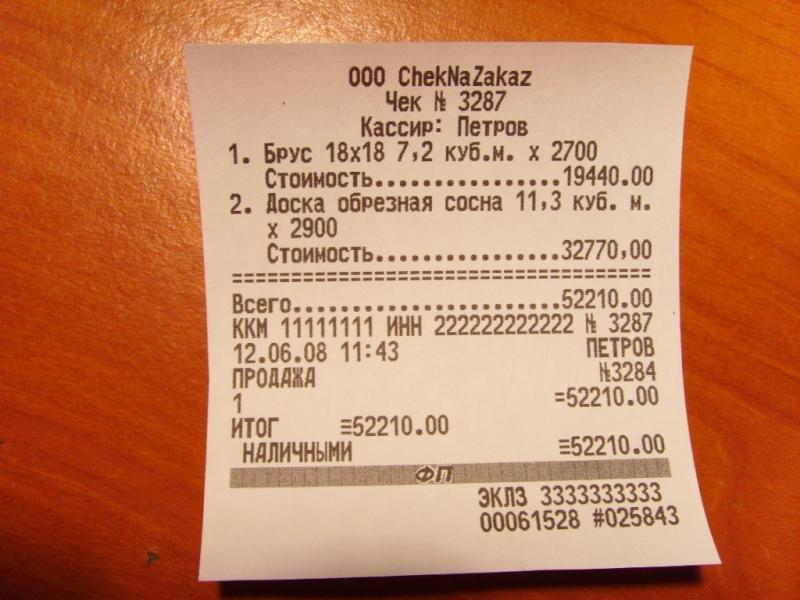 ООО ChekNaZakaz
Чек № 3287
Кассир: Петров
1. Брус 18x18 7,2 куб.м. x 2700
Стоимость.................19440.00
2. Доска обрезная сосна 11,3 куб. м.
x 2900
Стоимость.................32770,00
==================================
Всего........................52210.00
ККМ 11111111 ИНН 222222222222 № 3287
12.06.08 11:43 ПЕТРОВ
ПРОДАЖА №3284
1 =52210.00
ИТОГ ≡52210.00
НАЛИЧНЫМИ ≡52210.00
ФП
ЭКЛЗ 3333333333
00061528 #025843